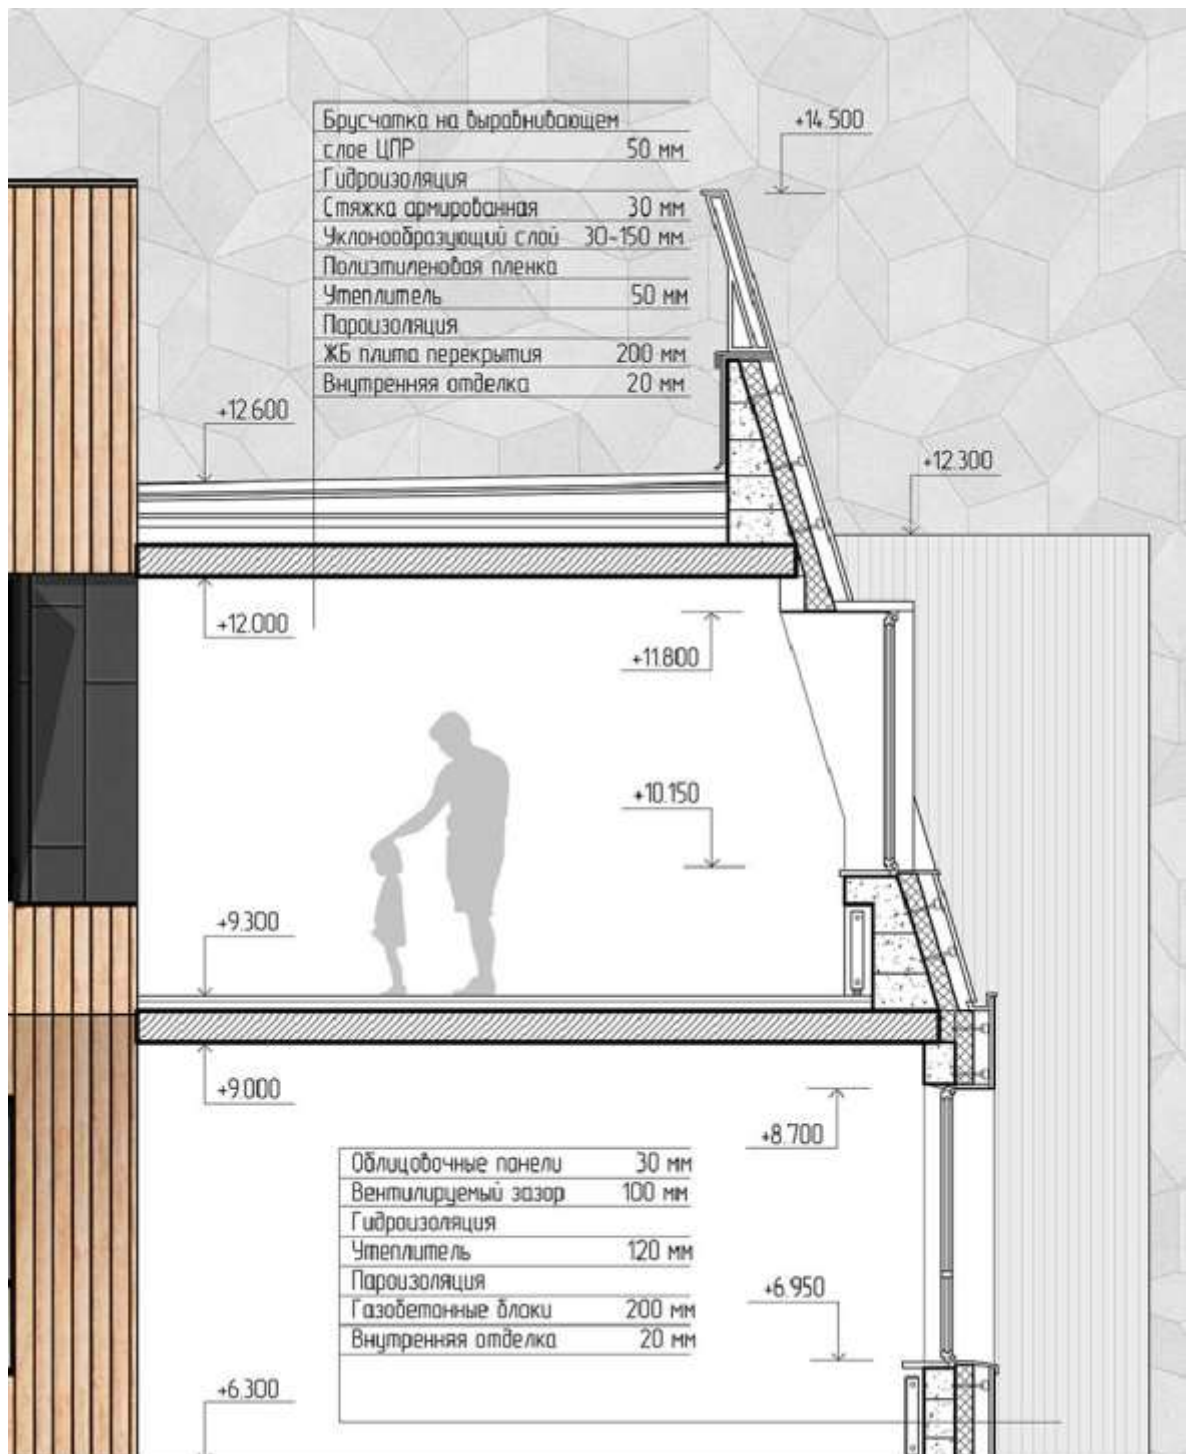 Брусчатка на выравнивающем
слое ЦПР 50 мм
Гидроизоляция
Стяжка армированная 30 мм
Уклонообразующий слой 30-150 мм
Полиэтиленовая пленка
Утеплитель 50 мм
Пароизоляция
ЖБ плита перекрытия 200 мм
Внутренняя отделка 20 мм
+14.500
+12.600
+12.300
+12.000
+11.800
+10.150
+9.300
+9.000
+8.700
Облицовочные панели 30 мм
Вентилируемый зазор 100 мм
Гидроизоляция
Утеплитель 120 мм
Пароизоляция
Газобетонные блоки 200 мм
Внутренняя отделка 20 мм
+6.950
+6.300